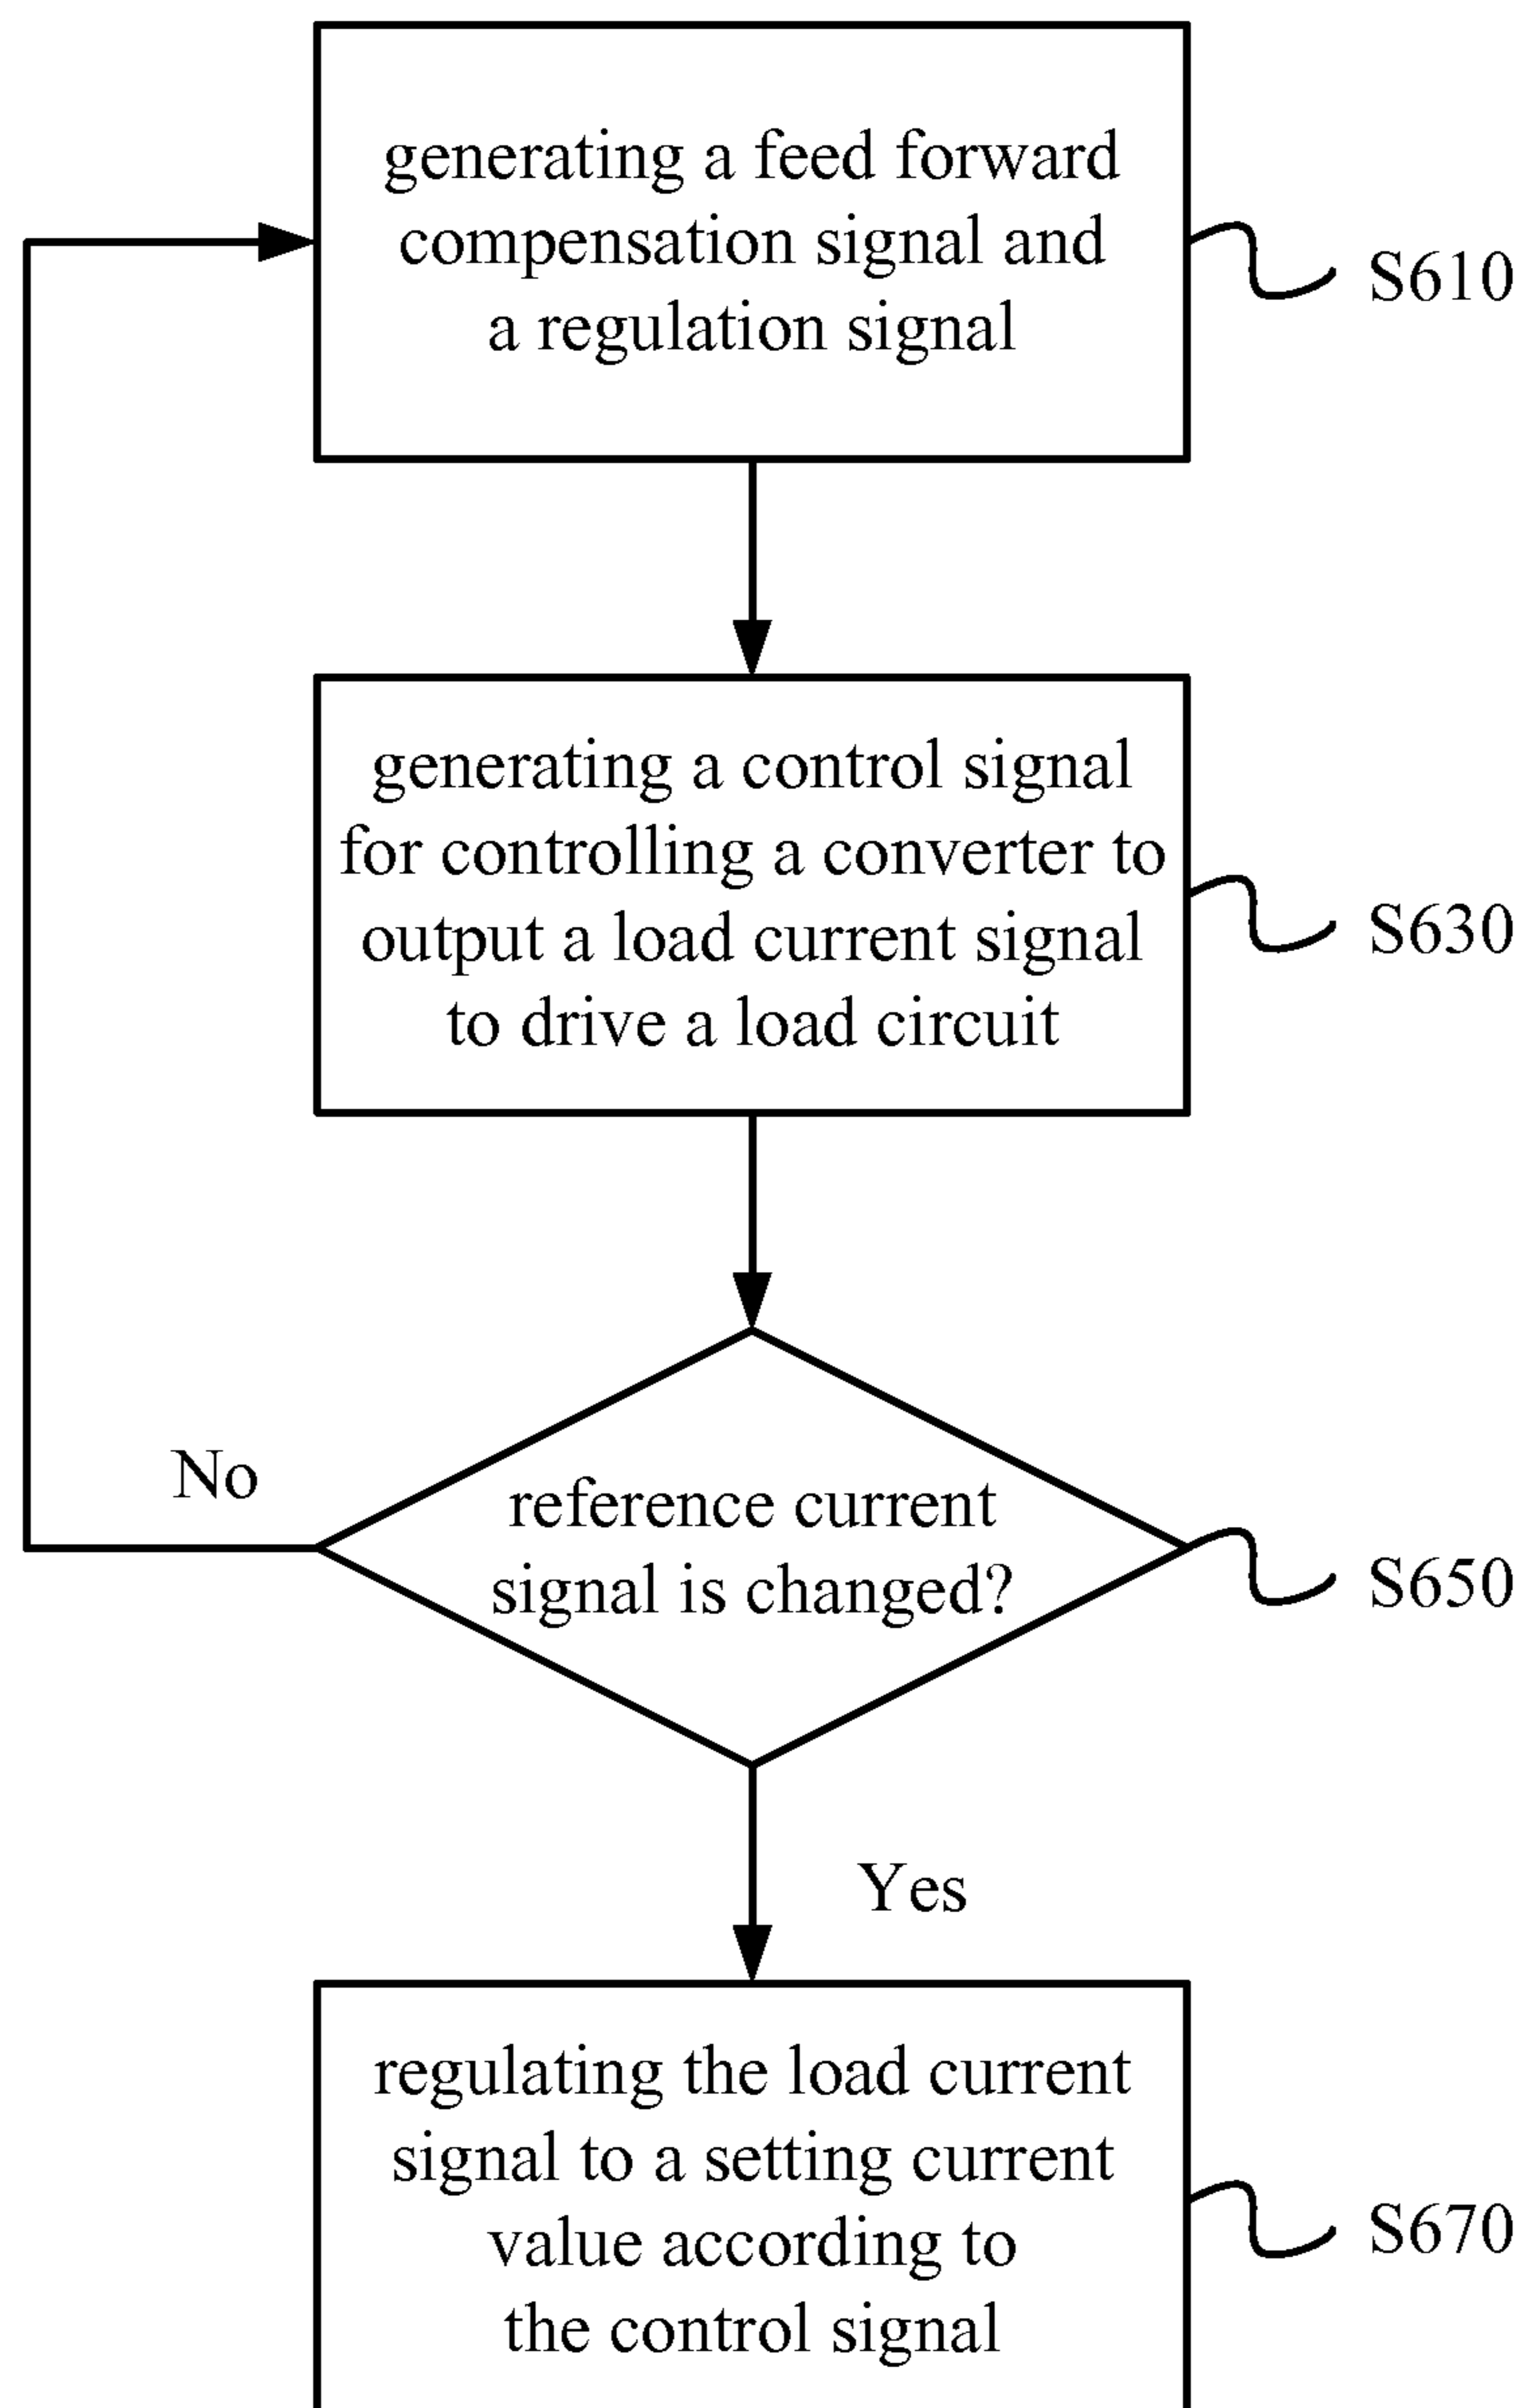 generating a feed forward
compensation signal and
a regulation signal
S610
generating a control signal
for controlling a converter to
output a load current signal
to drive a load circuit
S630
No
reference current
signal is changed?
S650
Yes
regulating the load current
signal to a setting current
value according to
the control signal
S670